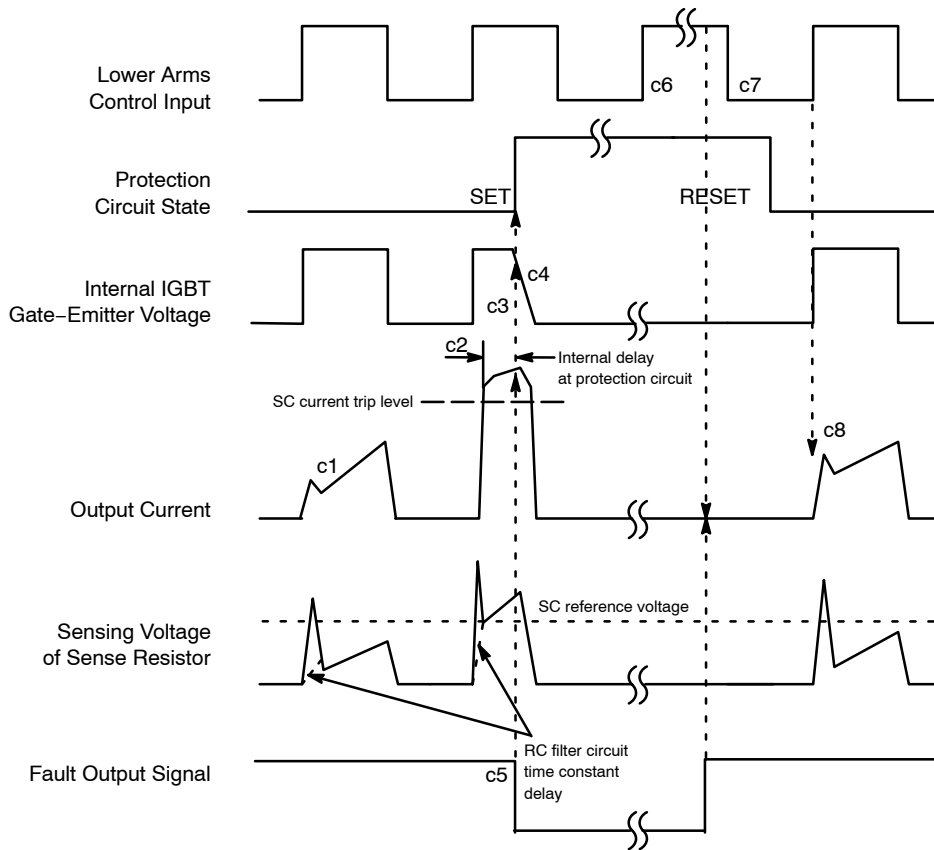 Lower Arms
Control Input
c6
c7
Protection
Circuit State
SET
RESET
Internal IGBT
Gate−Emitter Voltage
c3
c4
c2
Internal delay
at protection circuit
SC current trip level
c1
c8
Output Current
SC reference voltage
Sensing Voltage
of Sense Resistor
RC filter circuit
time constant
delay
Fault Output Signal
c5